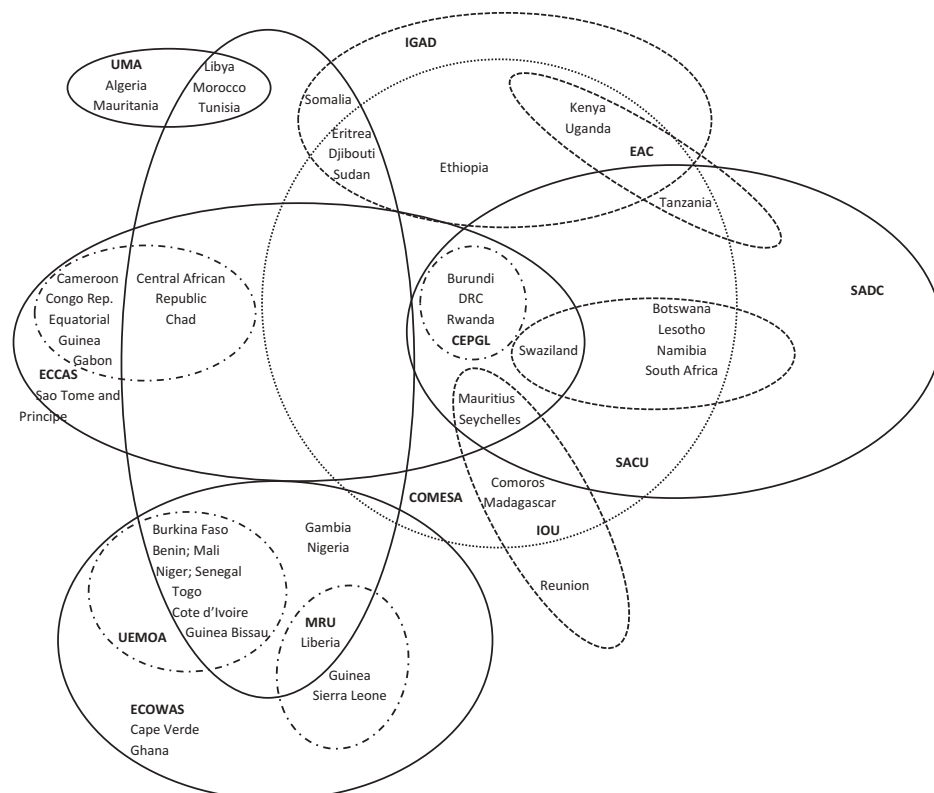 UMA
Algeria
Mauritania
Libya
Morocco
Tunisia
IGAD
Somalia
Eritrea
Djibouti
Sudan
Ethiopia
Kenya
Uganda
EAC
Tanzania
SADC
Cameroon
Congo Rep.
Equatorial
Guinea
Gabon
ECCAS
Sao Tome and
Principe
Central African
Republic
Chad
Burundi
DRC
Rwanda
CEPGL
Swaziland
Botswana
Lesotho
Namibia
South Africa
Mauritius
Seychelles
SACU
COMESA
Comoros
Madagascar
IOU
Reunion
Burkina Faso
Benin; Mali
Niger; Senegal
Togo
Cote d’Ivoire
Guinea Bissau
UEMOA
Gambia
Nigeria
MRU
Liberia
Guinea
Sierra Leone
ECOWAS
Cape Verde
Ghana